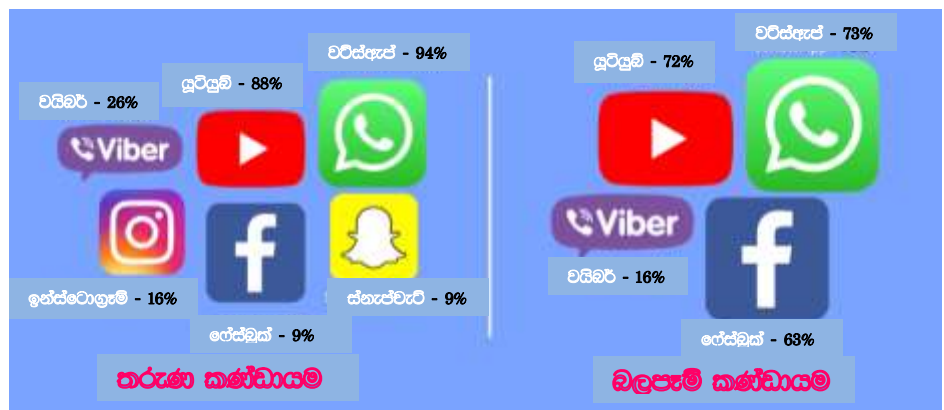 වට්ස්ඇප් - 94%
යූටියුබ් - 88%
වයිබර් - 26%
Viber
ඉන්ස්ටොග්‍රෑම් - 16%
ස්නැප්චැට් - 9%
ෆේස්බුක් - 9%
තරුණ කණ්ඩායම
වට්ස්ඇප් - 73%
යූටියුබ් - 72%
Viber
වයිබර් - 16%
ෆේස්බුක් - 63%
බලපෑම් කණ්ඩායම